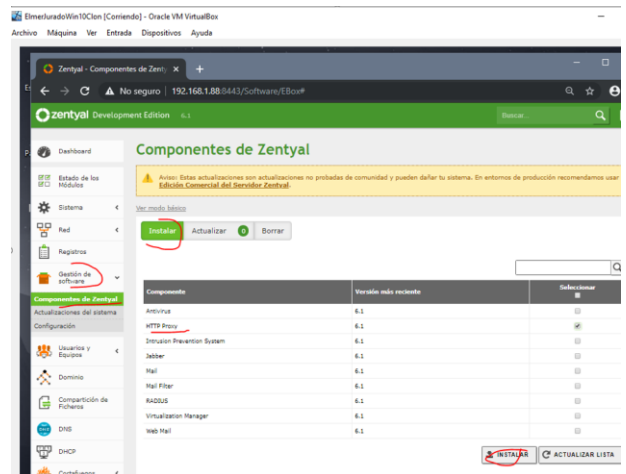 ElmerJuradoWin10Clon [Corriendo] - Oracle VM VirtualBox
Archivo Máquina Ver Entrada Dispositivos Ayuda
Zentyal - Componentes de Zenty
No seguro 192.168.1.88:8443/Software/EBox#
zentyal Development Edition 6.1
Buscar...
Dashboard
Estado de los
Módulos
Sistema
Red
Registros
Gestión de
software
Componentes de Zentyal
Actualizaciones del sistema
Configuración
Usuarios y
Equipos
Dominio
Compartición de
Ficheros
DNS
DHCP
Cortafuegos
Componentes de Zentyal
Aviso: Estas actualizaciones son actualizaciones no probadas de comunidad y pueden dañar tu sistema. En entornos de producción recomendamos usar
Edición Comercial del Servidor Zentyal.
Ver modo básico
Instalar Actualizar 0 Borrar
Componente Versión más reciente Seleccionar
Antivirus 6.1
HTTP Proxy 6.1
Intrusion Prevention System 6.1
Jabber 6.1
Mail 6.1
Mail Filter 6.1
RADIUS 6.1
Virtualization Manager 6.1
Web Mail 6.1
INSTALAR ACTUALIZAR LISTA